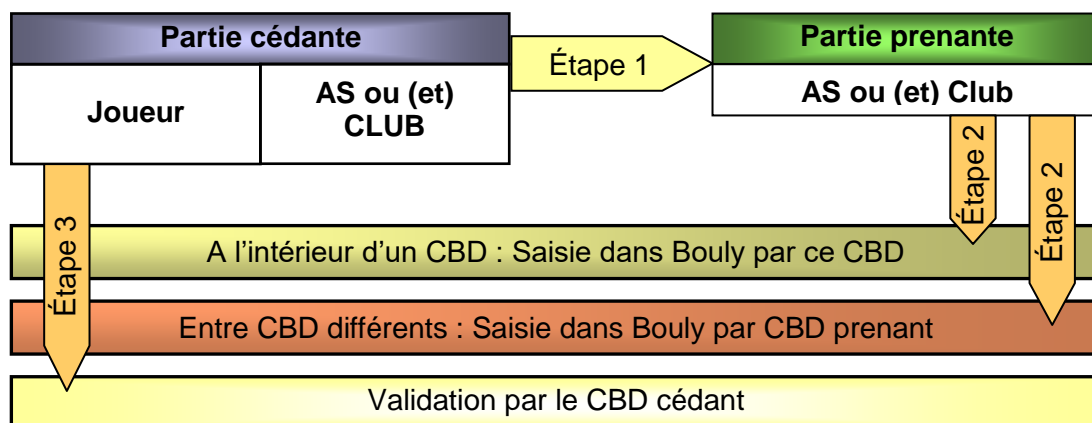 Partie cédante
Étape 1
Partie prenante
Joueur
AS ou (et)
CLUB
AS ou (et) Club
Étape 2
Étape 2
Étape 3
A l’intérieur d’un CBD : Saisie dans Bouly par ce CBD
Entre CBD différents : Saisie dans Bouly par CBD prenant
Validation par le CBD cédant